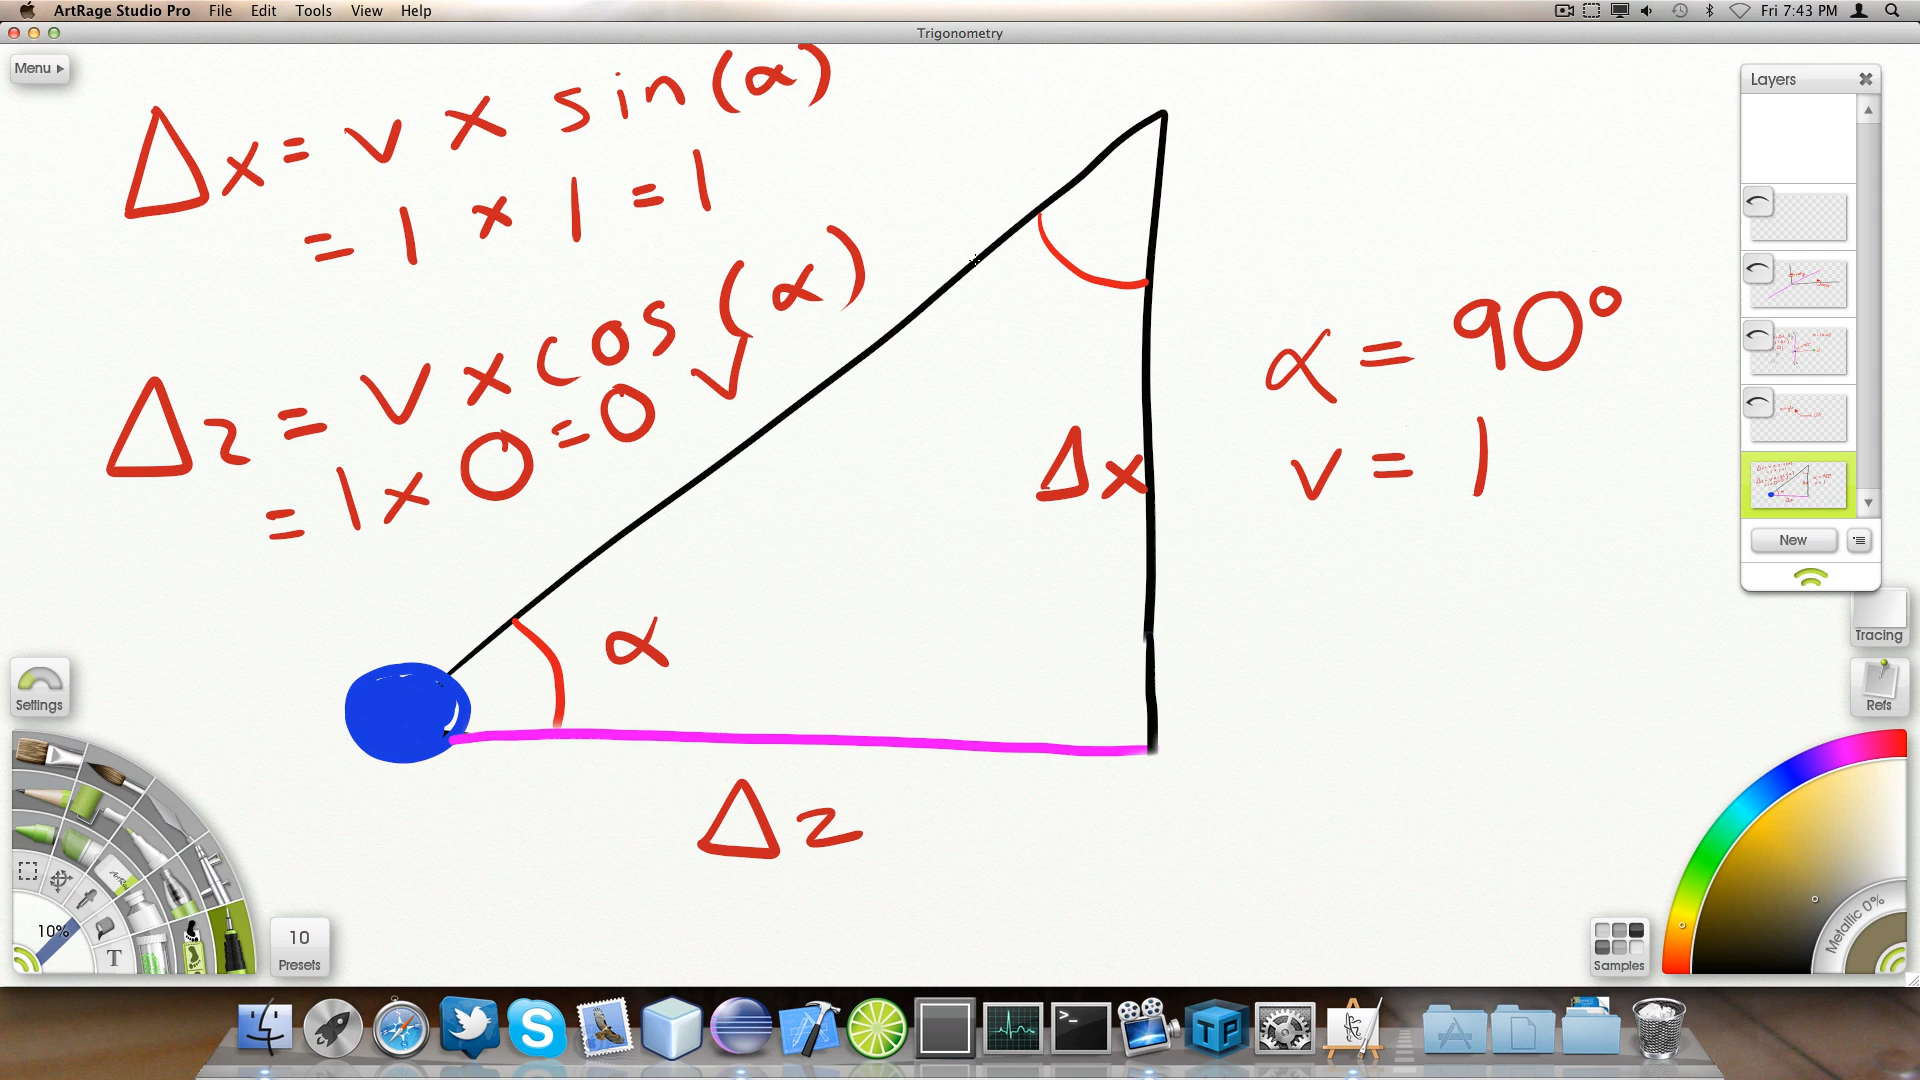 ArtRage Studio Pro File Edit Tools View Help
Fri 7:43 PM
Trigonometry
Menu
Layers
Δx = v x sin(α)
= 1 x 1 = 1
Δz = v x cos(α)
= 1 x 0 = 0 √
α = 90°
v = 1
Δx
α
Δz
New
Tracing
Refs
Settings
10%
T
10
Presets
Samples
Metallic 0%
S
>_
TP